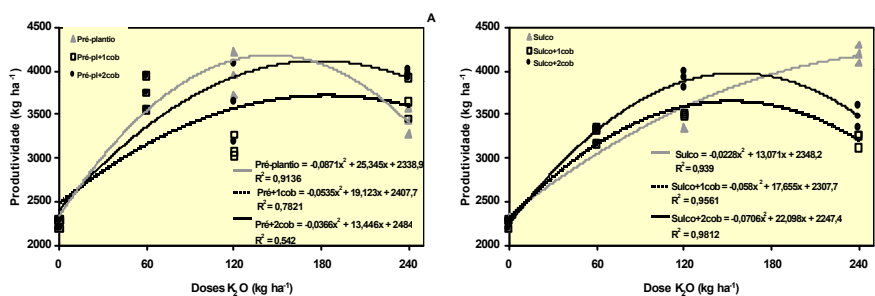 A
4500
4000
3500
3000
2500
2000
Produtividade (kg ha-1)
Pré-plantio
Pré-pl+1cob
Pré-pl+2cob
Pré-plantio = -0,0871x² + 25,345x + 2338,9
R² = 0,9136
Pré+1cob = -0,0535x² + 19,123x + 2407,7
R² = 0,7821
Pré+2cob = -0,0366x² + 13,446x + 2484
R² = 0,542
0
60
120
180
240
Doses K₂O (kg ha-1)
4500
4000
3500
3000
2500
2000
Produtividade (kg ha-1)
Sulco
Sulco+1cob
Sulco+2cob
Sulco = -0,0228x² + 13,071x + 2348,2
R² = 0,939
Sulco+1cob = -0,058x² + 17,655x + 2307,7
R² = 0,9561
Sulco+2cob = -0,0706x² + 22,098x + 2247,4
R² = 0,9812
0
60
120
180
240
Dose K₂O (kg ha-1)